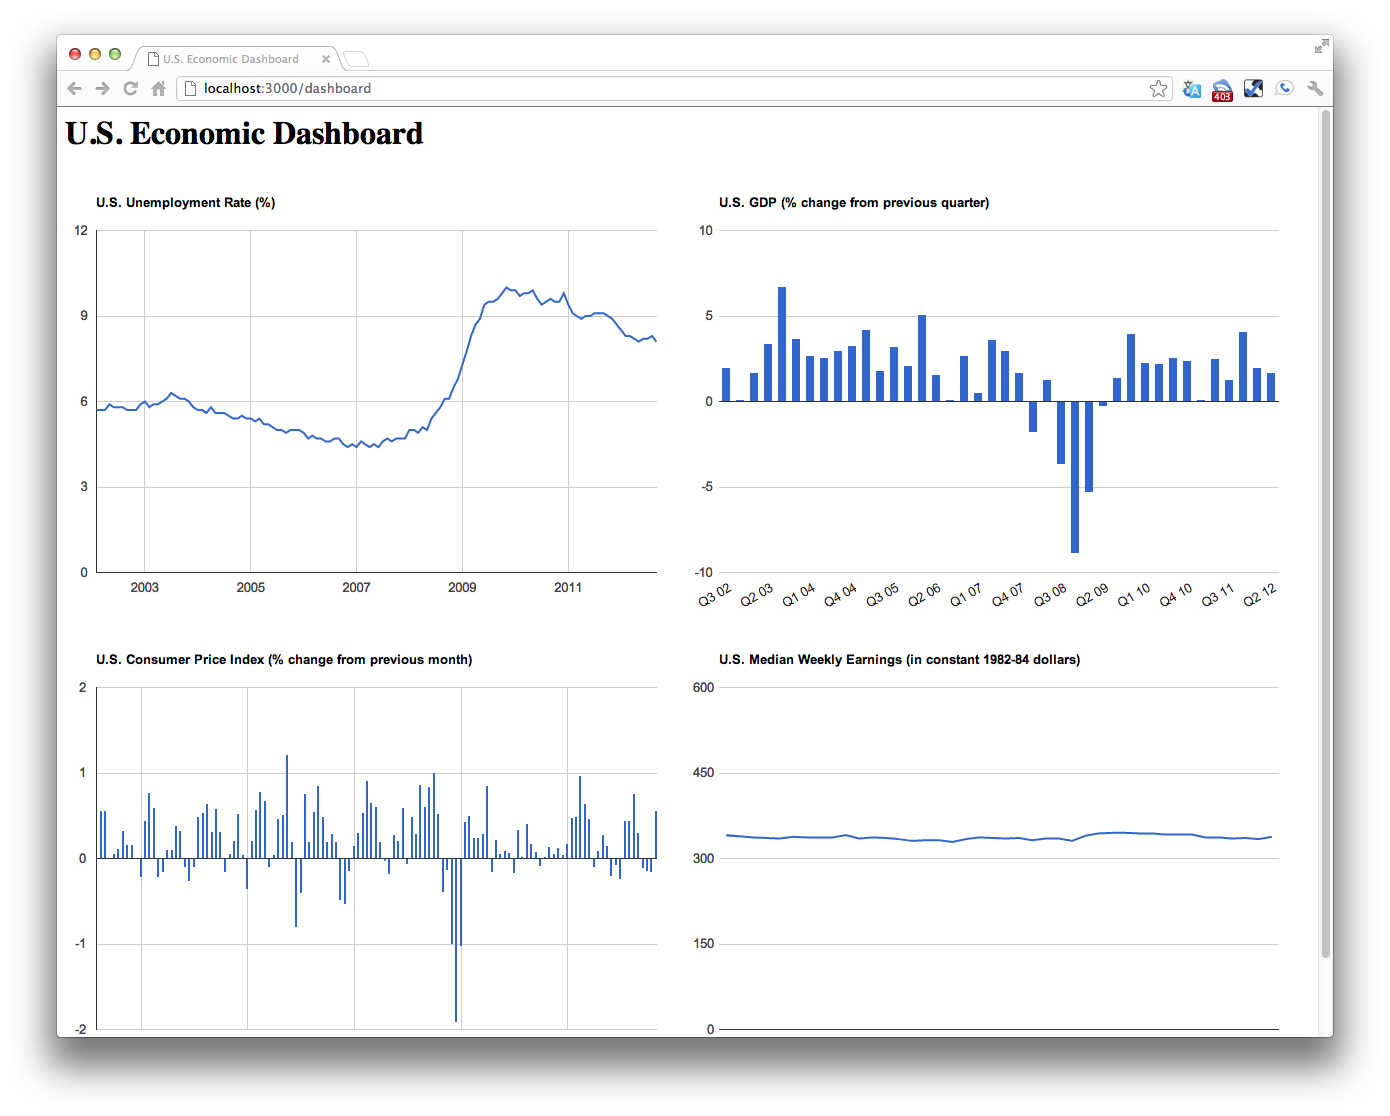 U.S. Economic Dashboard
localhost:3000/dashboard
403
U.S. Economic Dashboard
U.S. Unemployment Rate (%)
12
9
6
3
0
2003 2005 2007 2009 2011
U.S. GDP (% change from previous quarter)
10
5
0
-5
-10
Q3 02 Q2 03 Q1 04 Q4 04 Q3 05 Q2 06 Q1 07 Q4 07 Q3 08 Q2 09 Q1 10 Q4 10 Q3 11 Q2 12
U.S. Consumer Price Index (% change from previous month)
2
1
0
-1
-2
U.S. Median Weekly Earnings (in constant 1982-84 dollars)
600
450
300
150
0